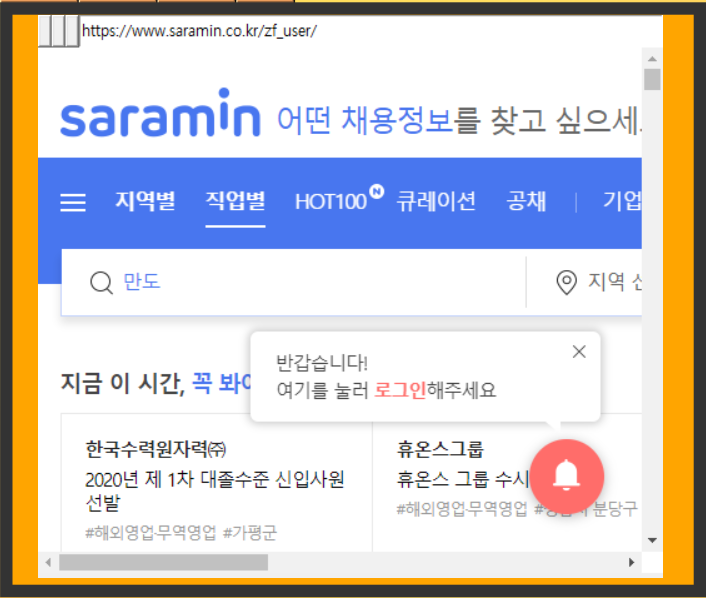 https://www.saramin.co.kr/zf_user/
saramin 어떤 채용정보를 찾고 싶으세
지역별 직업별 HOT100 N 큐레이션 공채 | 기업
만도 지역
반갑습니다!
여기를 눌러 로그인해주세요
지금 이 시간, 꼭 봐야
한국수력원자력㈜
2020년 제 1차 대졸수준 신입사원
선발
#해외영업·무역영업 #가평군
휴온스그룹
휴온스 그룹 수시
#해외영업·무역영업 분당구